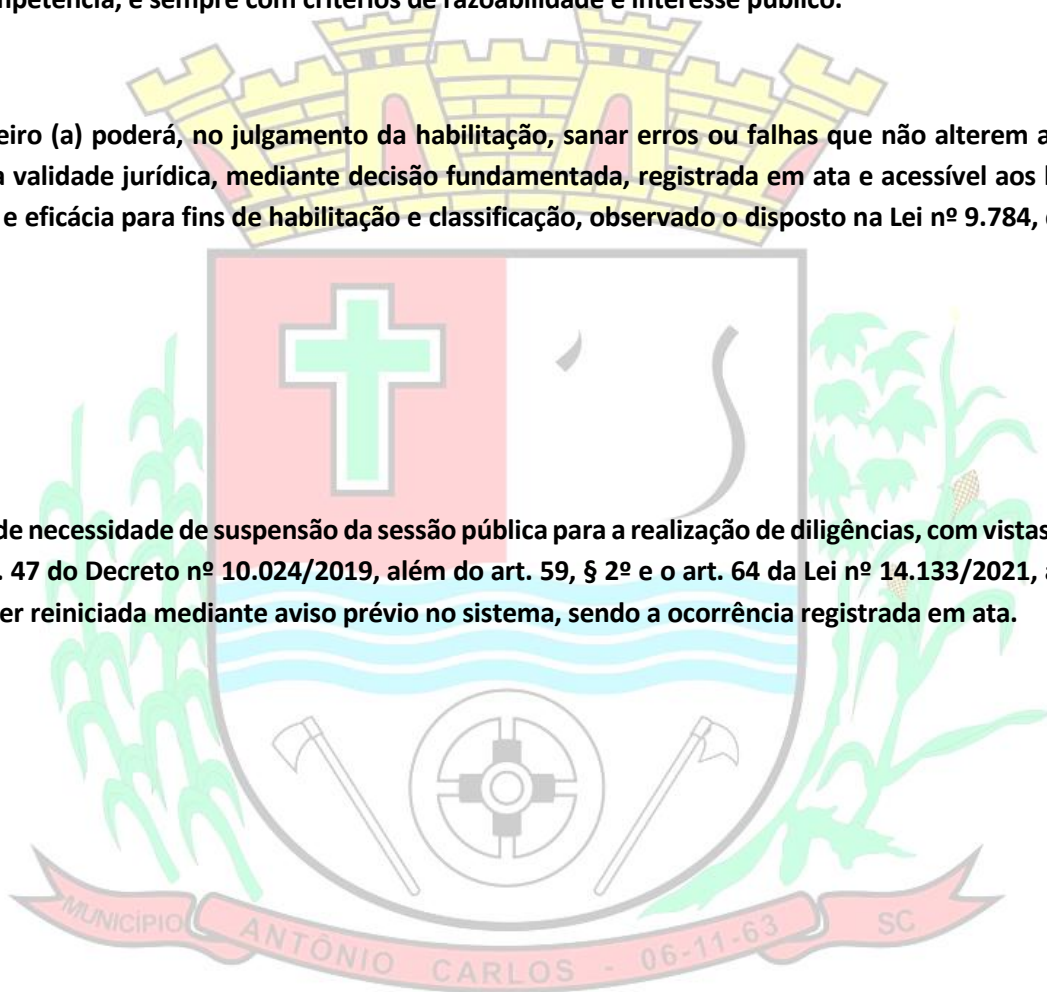 mpetência, e sempre com critérios de razoabilidade e interesse público.
eiro (a) poderá, no julgamento da habilitação, sanar erros ou falhas que não alterem a
a validade jurídica, mediante decisão fundamentada, registrada em ata e acessível aos l
e eficácia para fins de habilitação e classificação, observado o disposto na Lei nº 9.784,
de necessidade de suspensão da sessão pública para a realização de diligências, com vistas
. 47 do Decreto nº 10.024/2019, além do art. 59, § 2º e o art. 64 da Lei nº 14.133/2021, a
er reiniciada mediante aviso prévio no sistema, sendo a ocorrência registrada em ata.
MUNICÍPIO ANTÔNIO CARLOS - 06-11-63 SC